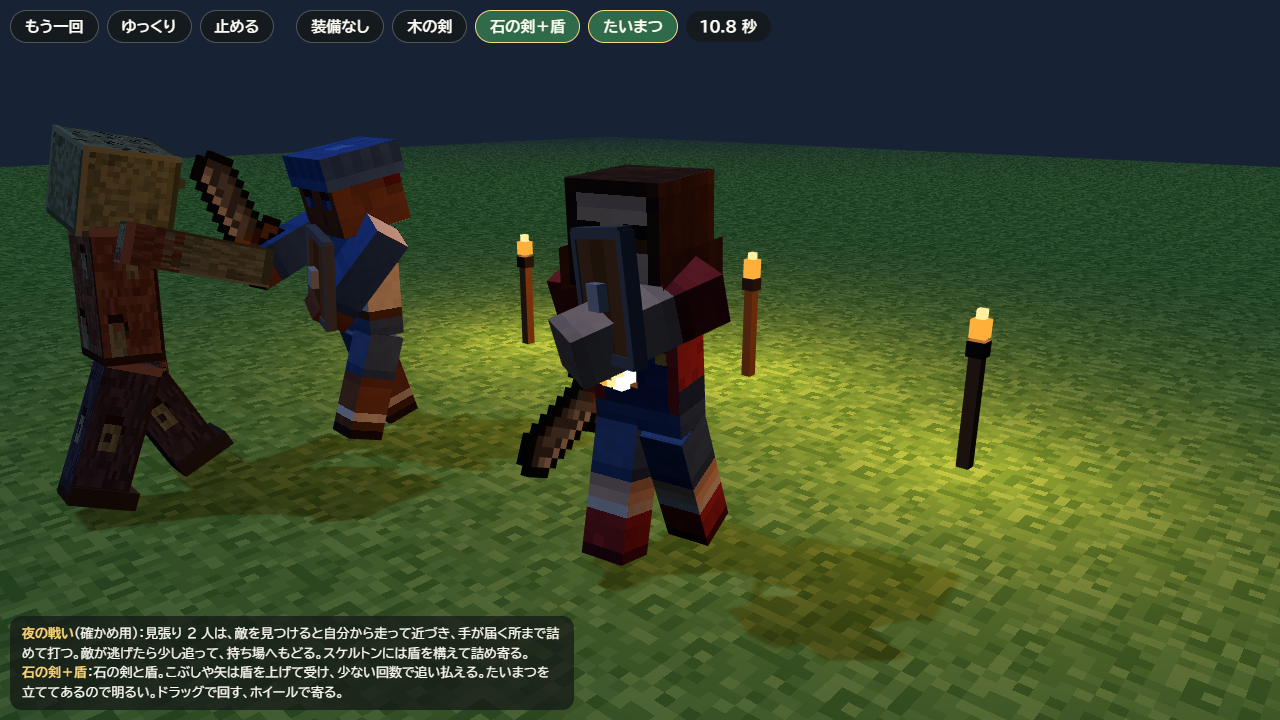 もう一回 ゆっくり 止める 装備なし 木の剣 石の剣＋盾 たいまつ 10.8 秒
夜の戦い（確かめ用）：見張り 2 人は、敵を見つけると自分から走って近づき、手が届く所まで詰
めて打つ。敵が逃げたら少し追って、持ち場へもどる。スケルトンには盾を構えて詰め寄る。
石の剣＋盾：石の剣と盾。こぶしや矢は盾を上げて受け、少ない回数で追い払える。たいまつを
立ててあるので明るい。ドラッグで回す、ホイールで寄る。